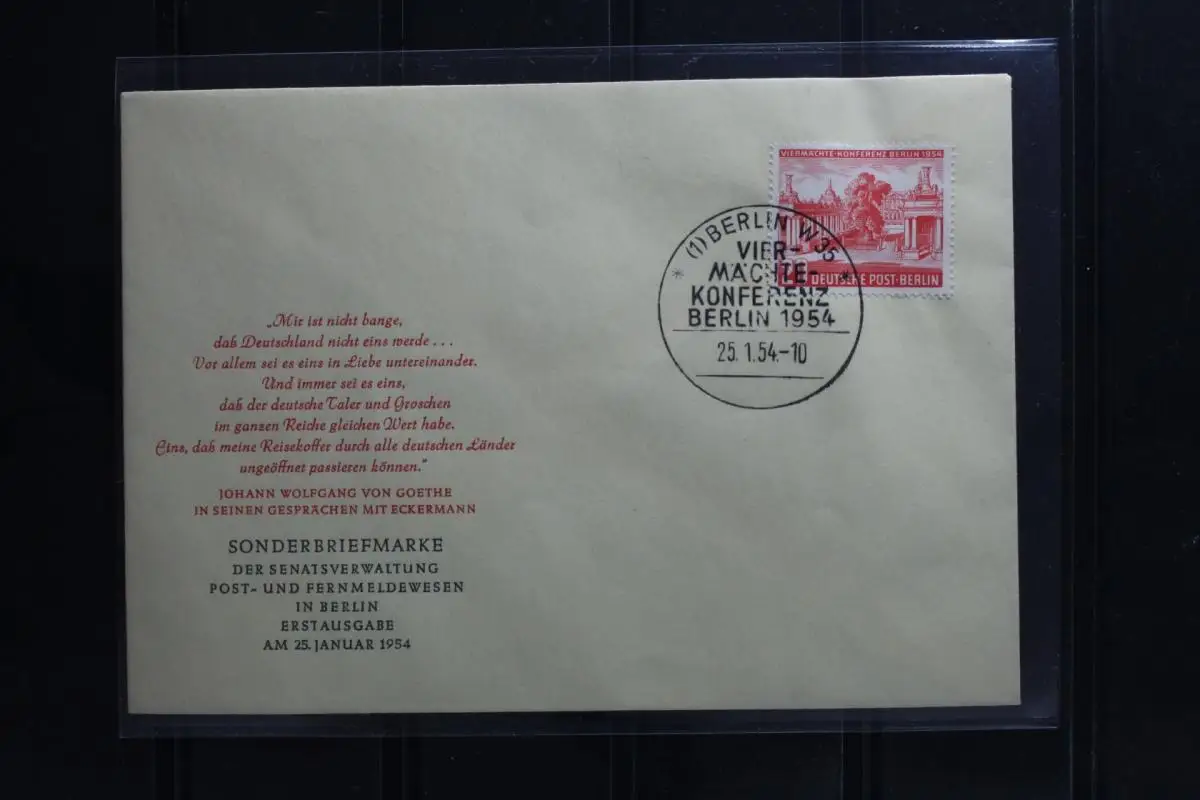 VIERMÄCHTE-KONFERENZ BERLIN 1954
DEUTSCHE POST·BERLIN
(1) BERLIN W 35
VIER-
MÄCHTE-
KONFERENZ
BERLIN 1954
25.1.54.-10
„Mir ist nicht bange,
daß Deutschland nicht eins werde . . .
Vor allem sei es eins in Liebe untereinander.
Und immer sei es eins,
daß der deutsche Taler und Groschen
im ganzen Reiche gleichen Wert habe.
Eins, daß meine Reisekoffer durch alle deutschen Länder
ungeöffnet passieren können.“
JOHANN WOLFGANG VON GOETHE
IN SEINEN GESPRÄCHEN MIT ECKERMANN
SONDERBRIEFMARKE
DER SENATSVERWALTUNG
POST- UND FERNMELDEWESEN
IN BERLIN
ERSTAUSGABE
AM 25. JANUAR 1954